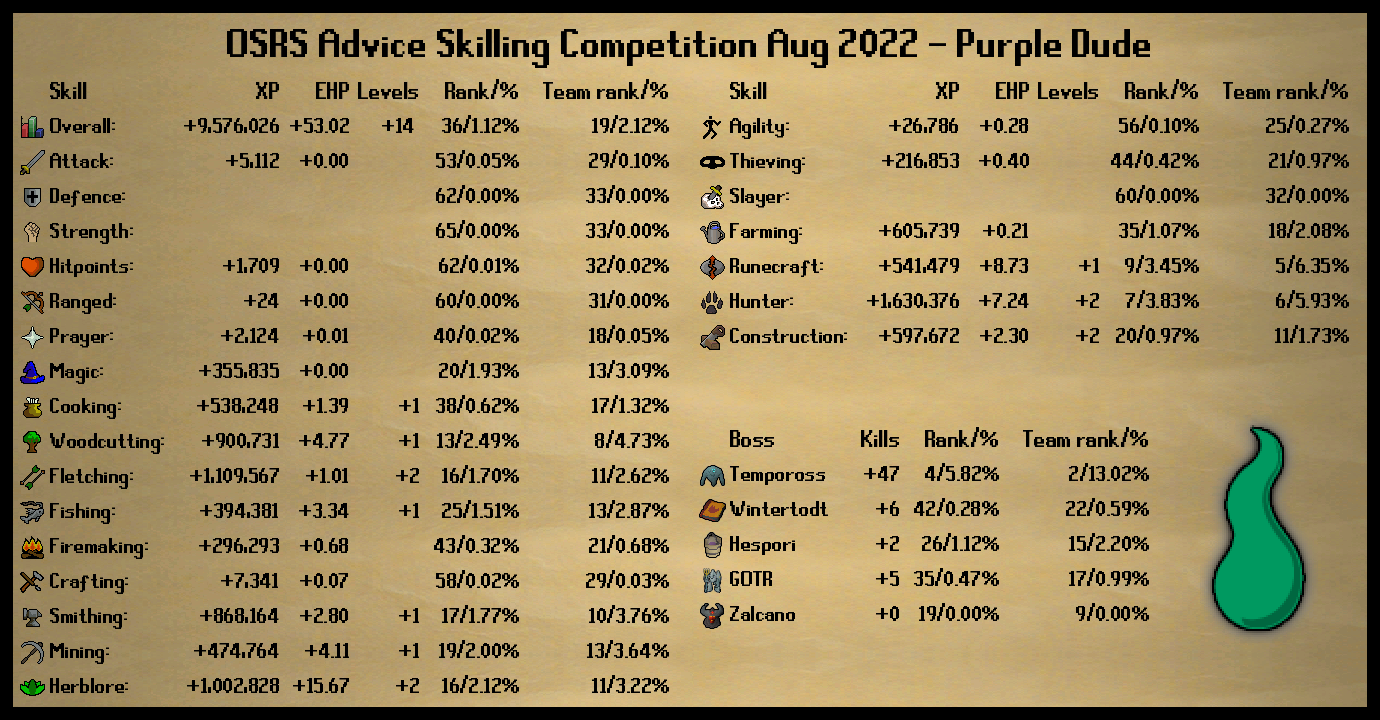 OSRS Advice Skilling Competition Aug 2022 - Purple Dude
Skill XP EHP Levels Rank/% Team rank/%
Overall: +9,576,026 +53.02 +14 36/1.12% 19/2.12%
Attack: +5,112 +0.00 53/0.05% 29/0.10%
Defence: 62/0.00% 33/0.00%
Strength: 65/0.00% 33/0.00%
Hitpoints: +1,709 +0.00 62/0.01% 32/0.02%
Ranged: +24 +0.00 60/0.00% 31/0.00%
Prayer: +2,124 +0.01 40/0.02% 18/0.05%
Magic: +355,835 +0.00 20/1.93% 13/3.09%
Cooking: +538,248 +1.39 +1 38/0.62% 17/1.32%
Woodcutting: +900,731 +4.77 +1 13/2.49% 8/4.73%
Fletching: +1,109,567 +1.01 +2 16/1.70% 11/2.62%
Fishing: +394,381 +3.34 +1 25/1.51% 13/2.87%
Firemaking: +296,293 +0.68 43/0.32% 21/0.68%
Crafting: +7,341 +0.07 58/0.02% 29/0.03%
Smithing: +868,164 +2.80 +1 17/1.77% 10/3.76%
Mining: +474,764 +4.11 +1 19/2.00% 13/3.64%
Herblore: +1,002,828 +15.67 +2 16/2.12% 11/3.22%
Skill XP EHP Levels Rank/% Team rank/%
Agility: +26,786 +0.28 56/0.10% 25/0.27%
Thieving: +216,853 +0.40 44/0.42% 21/0.97%
Slayer: 60/0.00% 32/0.00%
Farming: +605,739 +0.21 35/1.07% 18/2.08%
Runecraft: +541,479 +8.73 +1 9/3.45% 5/6.35%
Hunter: +1,630,376 +7.24 +2 7/3.83% 6/5.93%
Construction: +597,672 +2.30 +2 20/0.97% 11/1.73%
Boss Kills Rank/% Team rank/%
Tempoross +47 4/5.82% 2/13.02%
Wintertodt +6 42/0.28% 22/0.59%
Hespori +2 26/1.12% 15/2.20%
GOTR +5 35/0.47% 17/0.99%
Zalcano +0 19/0.00% 9/0.00%